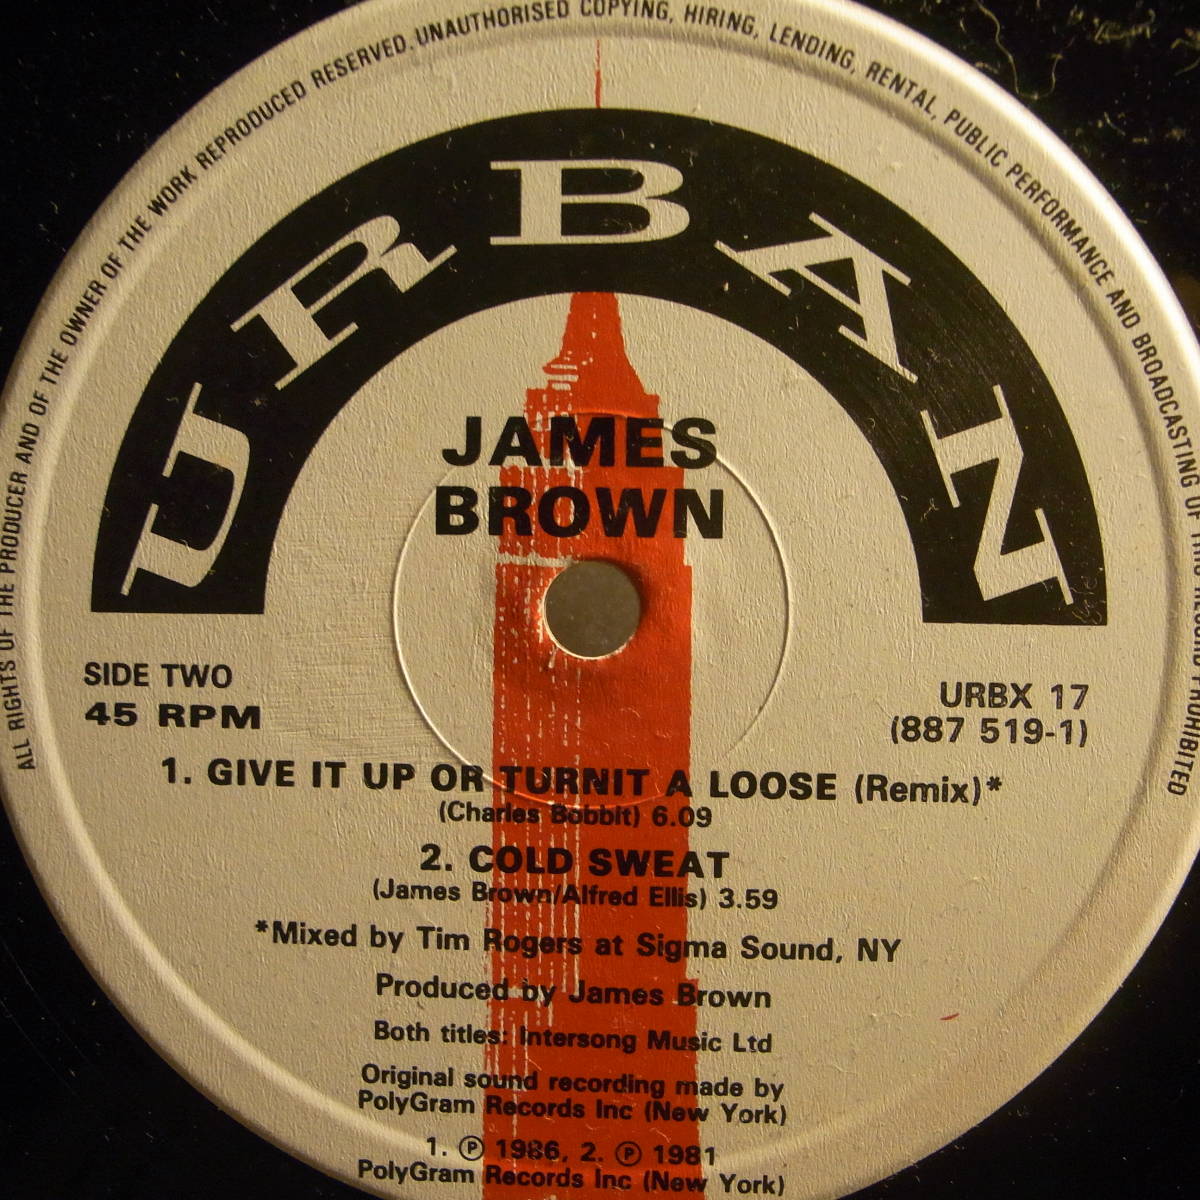 ALL RIGHTS OF THE PRODUCER AND OF THE OWNER OF THE WORK REPRODUCED RESERVED. UNAUTHORISED COPYING, HIRING, LENDING, RENTAL, PUBLIC PERFORMANCE AND BROADCASTING OF THIS RECORD PROHIBITED
URBAN
JAMES
BROWN
SIDE TWO
45 RPM
URBX 17
(887 519-1)
1. GIVE IT UP OR TURNIT A LOOSE (Remix)*
(Charles Bobbit) 6.09
2. COLD SWEAT
(James Brown/Alfred Ellis) 3.59
*Mixed by Tim Rogers at Sigma Sound, NY
Produced by James Brown
Both titles: Intersong Music Ltd
Original sound recording made by
PolyGram Records Inc (New York)
1. Ⓟ 1986, 2. Ⓟ 1981
PolyGram Records Inc (New York)